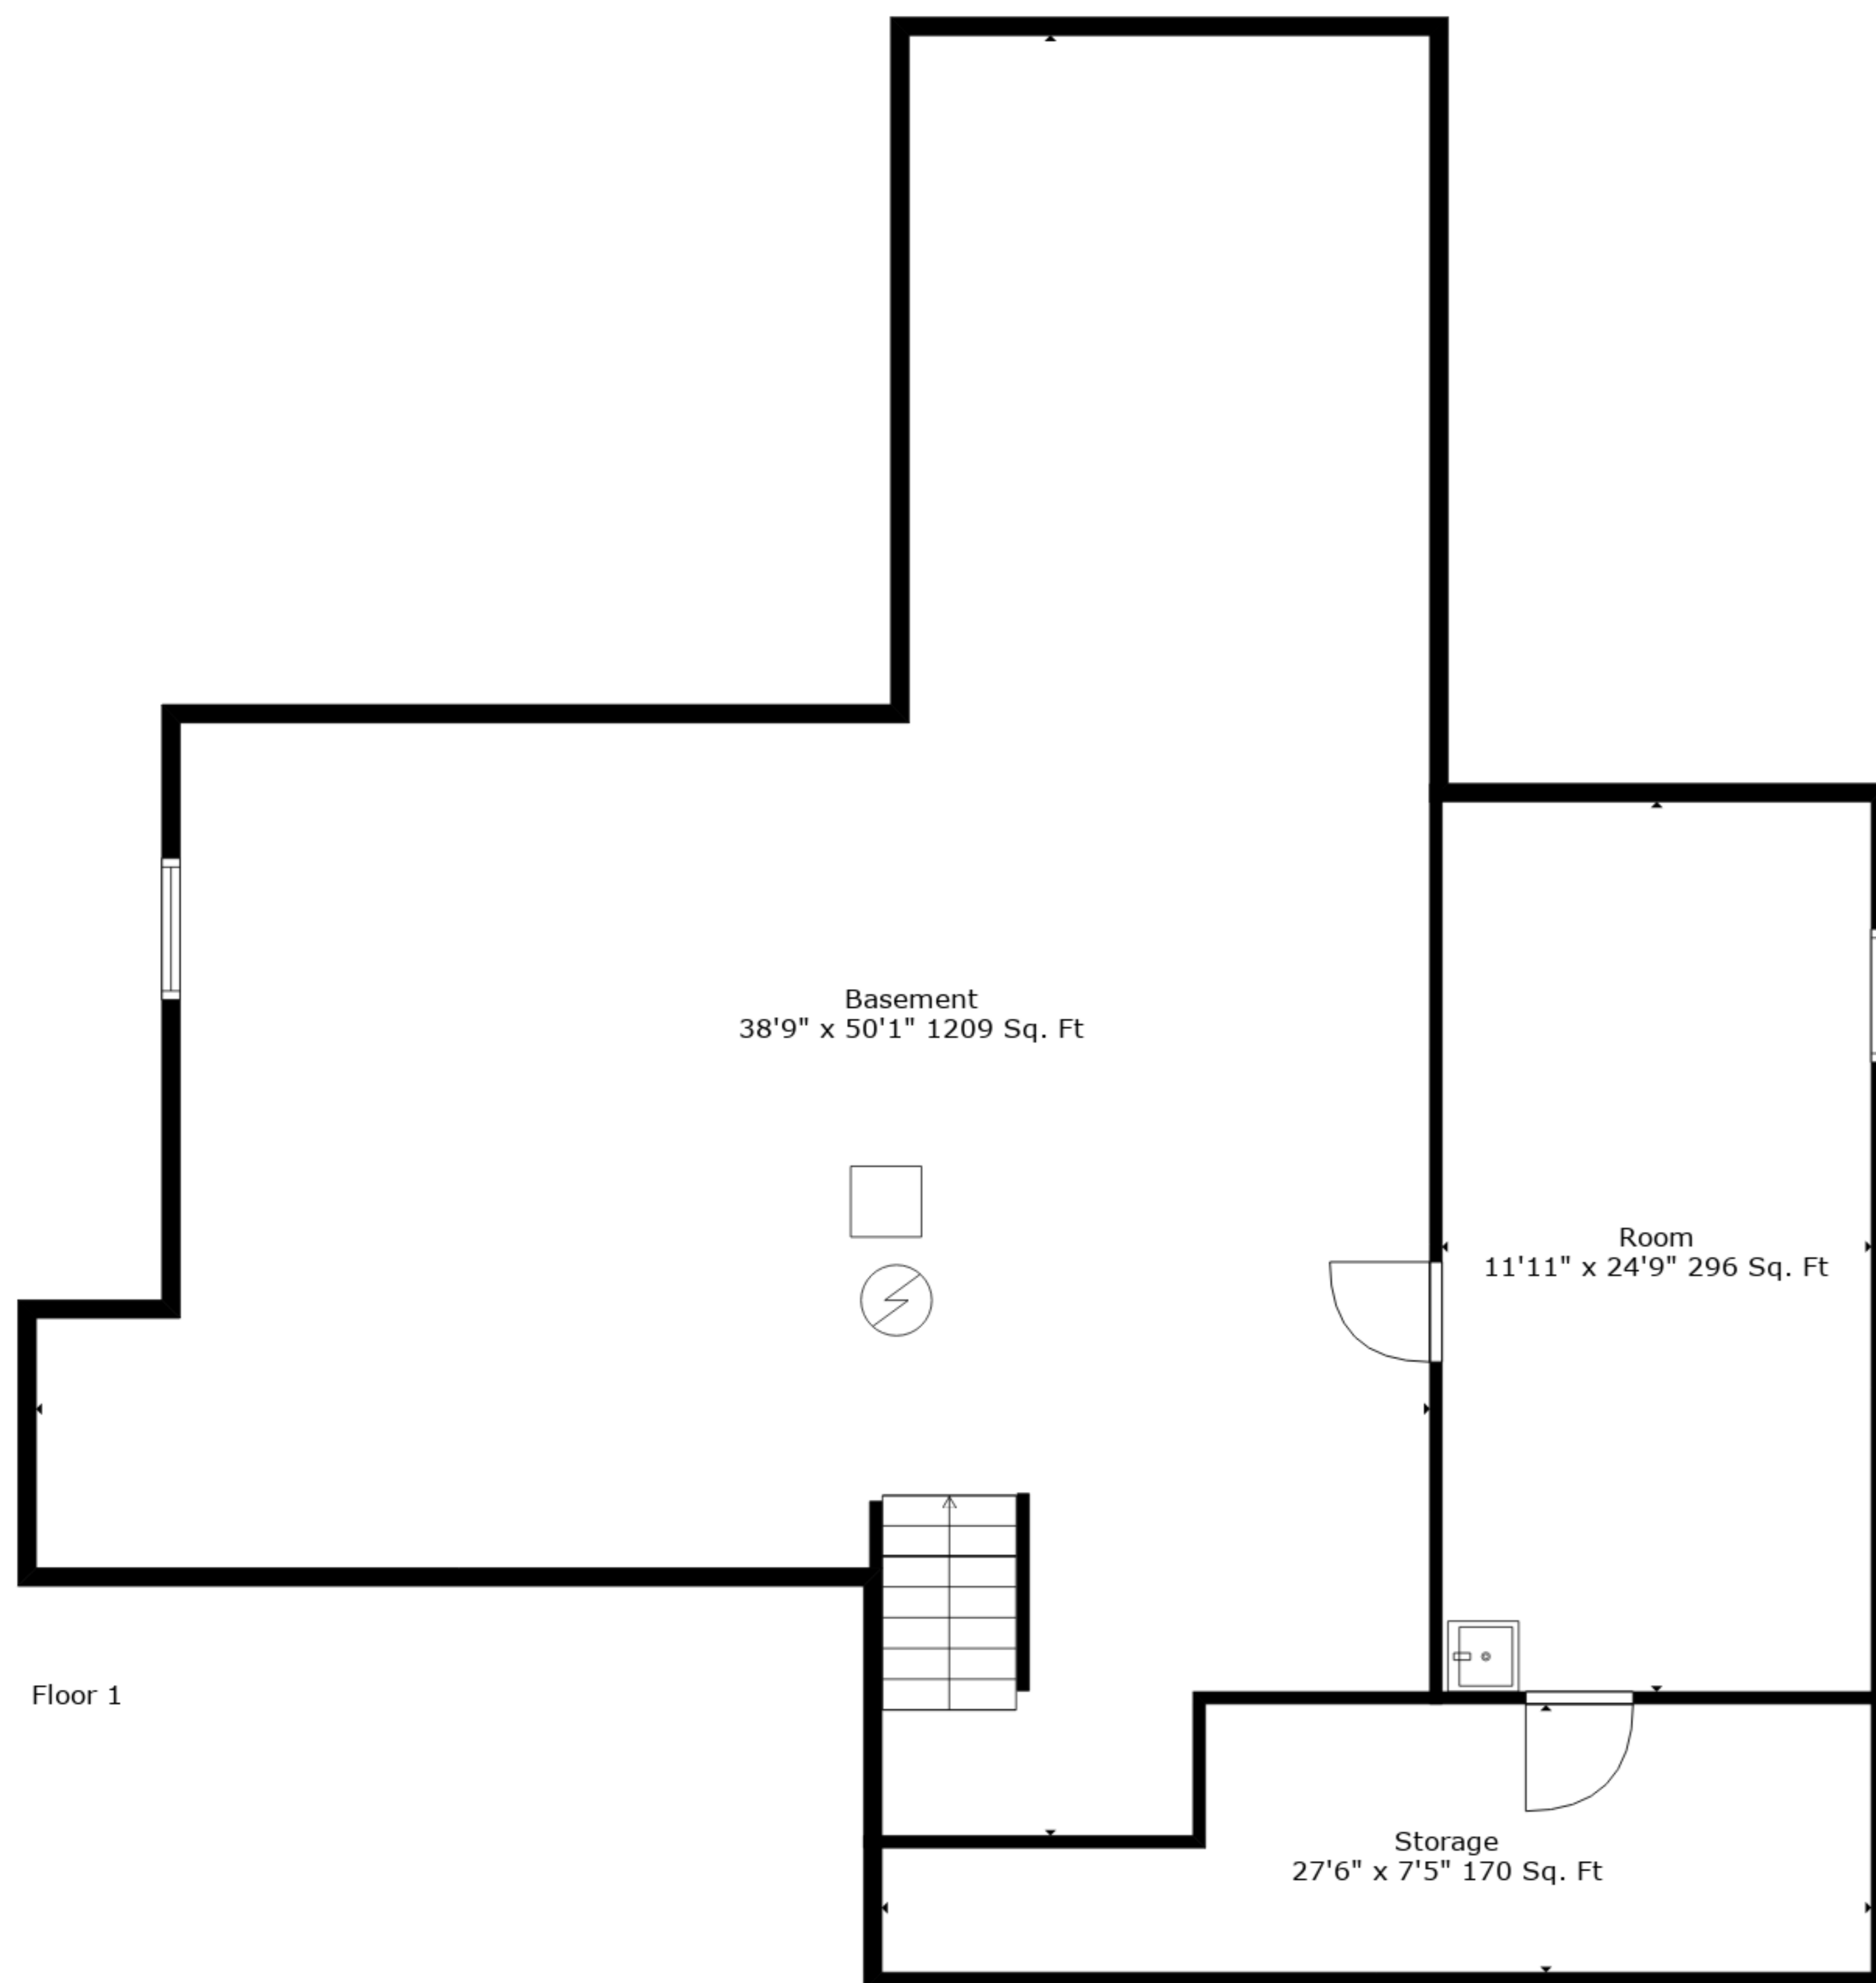 Basement
38'9" x 50'1" 1209 Sq. Ft
Room
11'11" x 24'9" 296 Sq. Ft
Floor 1
Storage
27'6" x 7'5" 170 Sq. Ft